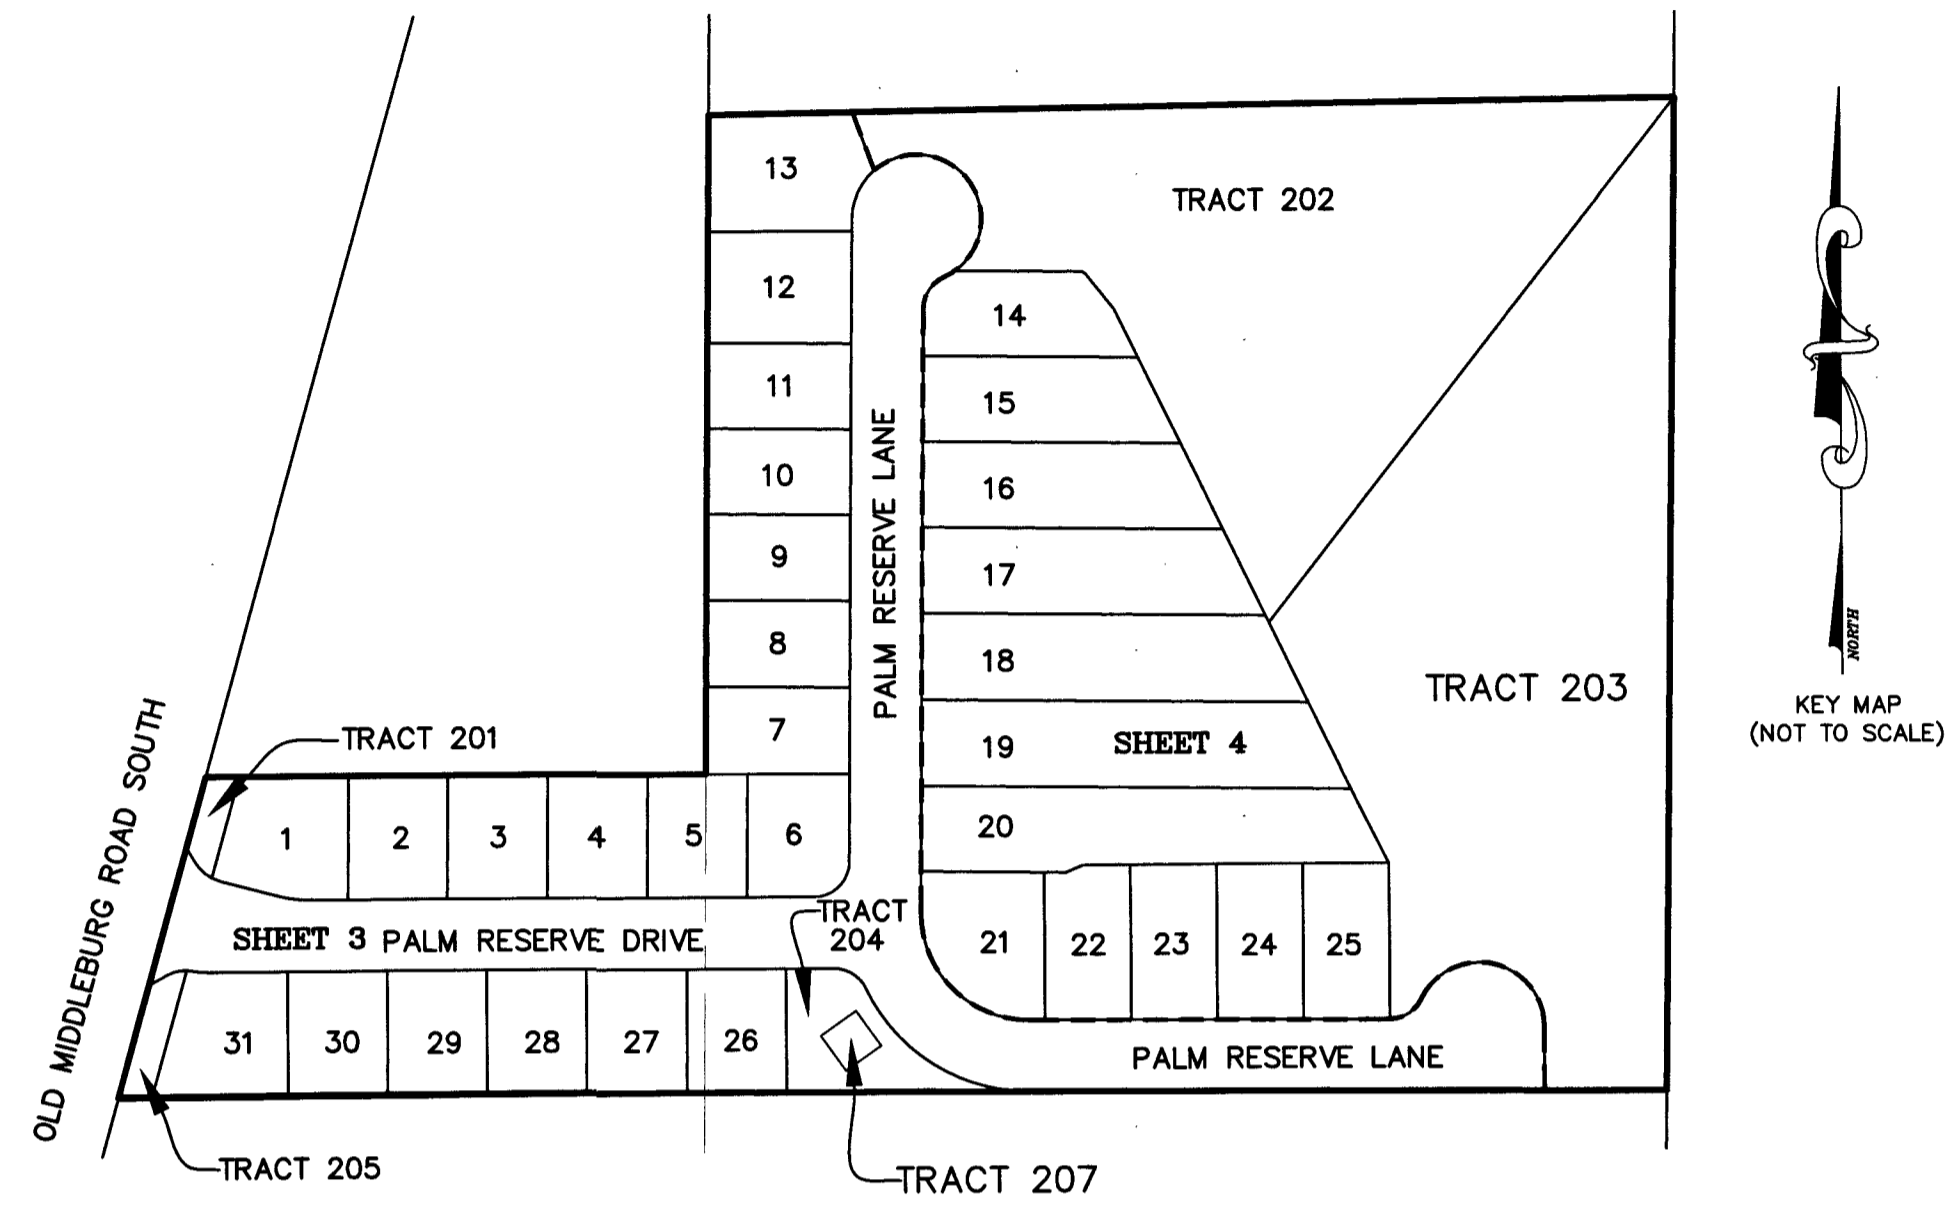 13
TRACT 202
12
14
11
15
10
16
PALM RESERVE LANE
9
17
8
18
7
19
SHEET 4
TRACT 203
NORTH
KEY MAP
(NOT TO SCALE)
TRACT 201
OLD MIDDLEBURG ROAD SOUTH
1
2
3
4
5
6
20
TRACT
204
SHEET 3
PALM RESERVE DRIVE
21
22
23
24
25
31
30
29
28
27
26
PALM RESERVE LANE
TRACT 205
TRACT 207